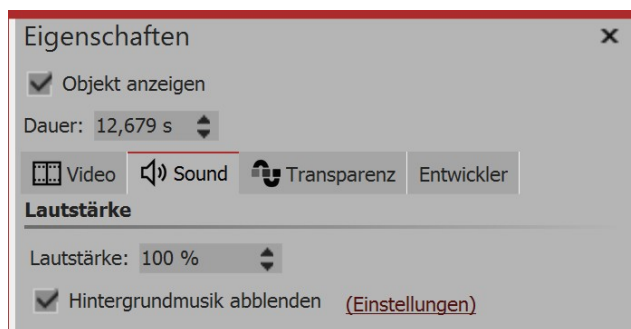 Eigenschaften
Objekt anzeigen
Dauer: 12,679 s
Video Sound Transparenz Entwickler
Lautstärke
Lautstärke: 100 %
Hintergrundmusik abblenden (Einstellungen)